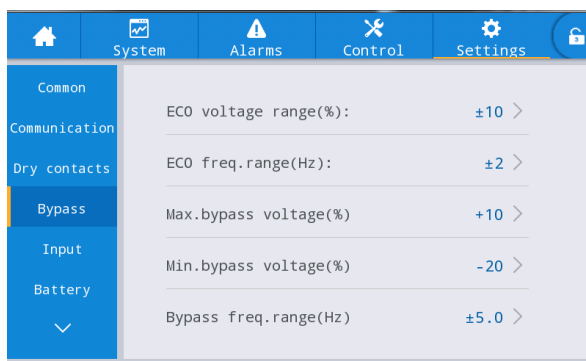 System Alarms Control Settings
3
Common
Communication
Dry contacts
Bypass
Input
Battery
ECO voltage range(%): ±10
ECO freq.range(Hz): ±2
Max.bypass voltage(%) +10
Min.bypass voltage(%) -20
Bypass freq.range(Hz) ±5.0